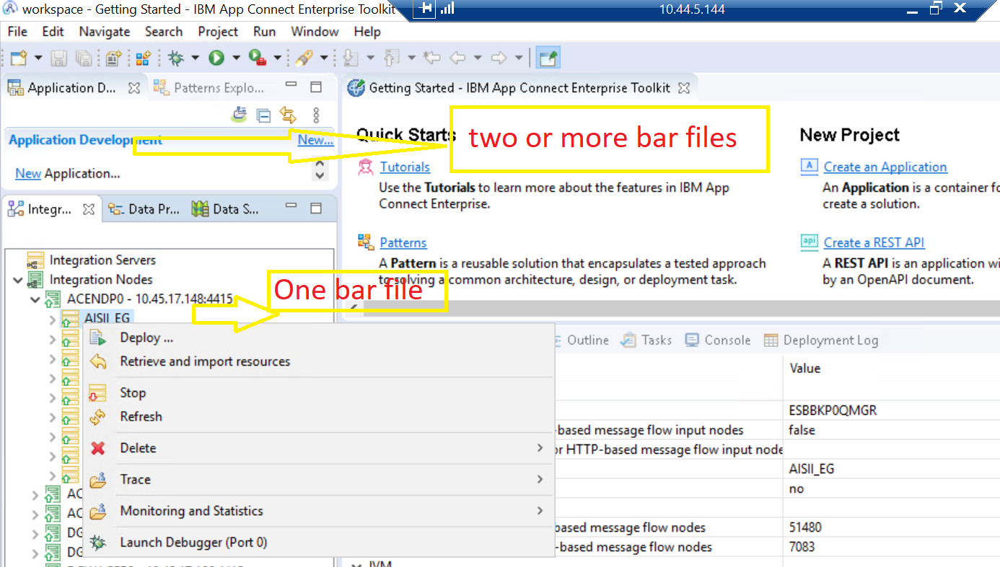 workspace - Getting Started - IBM App Connect Enterprise Toolkit
10.44.5.144
File Edit Navigate Search Project Run Window Help
Application D...
Patterns Explo...
Getting Started - IBM App Connect Enterprise Toolkit
Application Development
New...
New Application...
Quick Starts
two or more bar files
New Project
Tutorials
Use the Tutorials to learn more about the features in IBM App
Connect Enterprise.
Create an Application
An Application is a container fo
create a solution.
Integr...
Data Pr...
Data S...
Patterns
A Pattern is a reusable solution that encapsulates a tested approach
to solving a common architecture, design, or deployment task.
api
Create a REST API
A REST API is an application wi
by an OpenAPI document.
Integration Servers
Integration Nodes
ACENDP0 - 10.45.17.148:4415
One bar file
AISII_EG
Deploy ...
Retrieve and import resources
Stop
Refresh
Delete
Trace
Monitoring and Statistics
Launch Debugger (Port 0)
AC
AC
DG
DG
Outline
Tasks
Console
Deployment Log
Value
ESBBKP0QMGR
-based message flow input nodes
false
or HTTP-based message flow input node
AISII_EG
no
based message flow nodes
51480
-based message flow nodes
7083
JVM